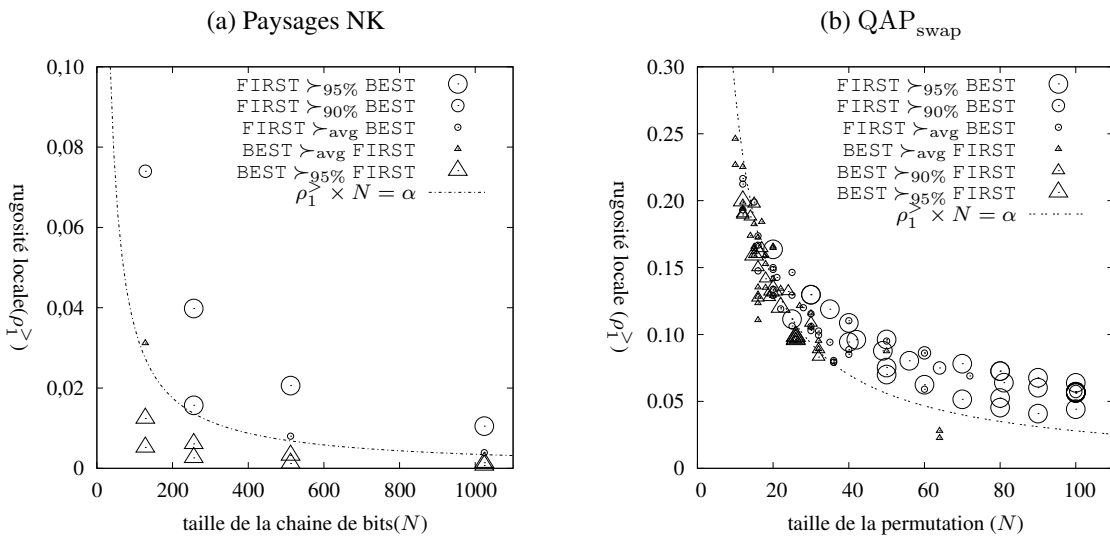 (a) Paysages NK
0,10
0,08
0,06
0,04
0,02
0
0
200
400
600
800
1000
rugosité locale(ρ₁^>)
taille de la chaine de bits(N)
FIRST ≻95% BEST
FIRST ≻90% BEST
FIRST ≻avg BEST
BEST ≻avg FIRST
BEST ≻95% FIRST
ρ₁^> × N = α
(b) QAPswap
0.30
0.25
0.20
0.15
0.10
0.05
0
0
20
40
60
80
100
rugosité locale (ρ₁^>)
taille de la permutation (N)
FIRST ≻95% BEST
FIRST ≻90% BEST
FIRST ≻avg BEST
BEST ≻avg FIRST
BEST ≻90% FIRST
BEST ≻95% FIRST
ρ₁^> × N = α